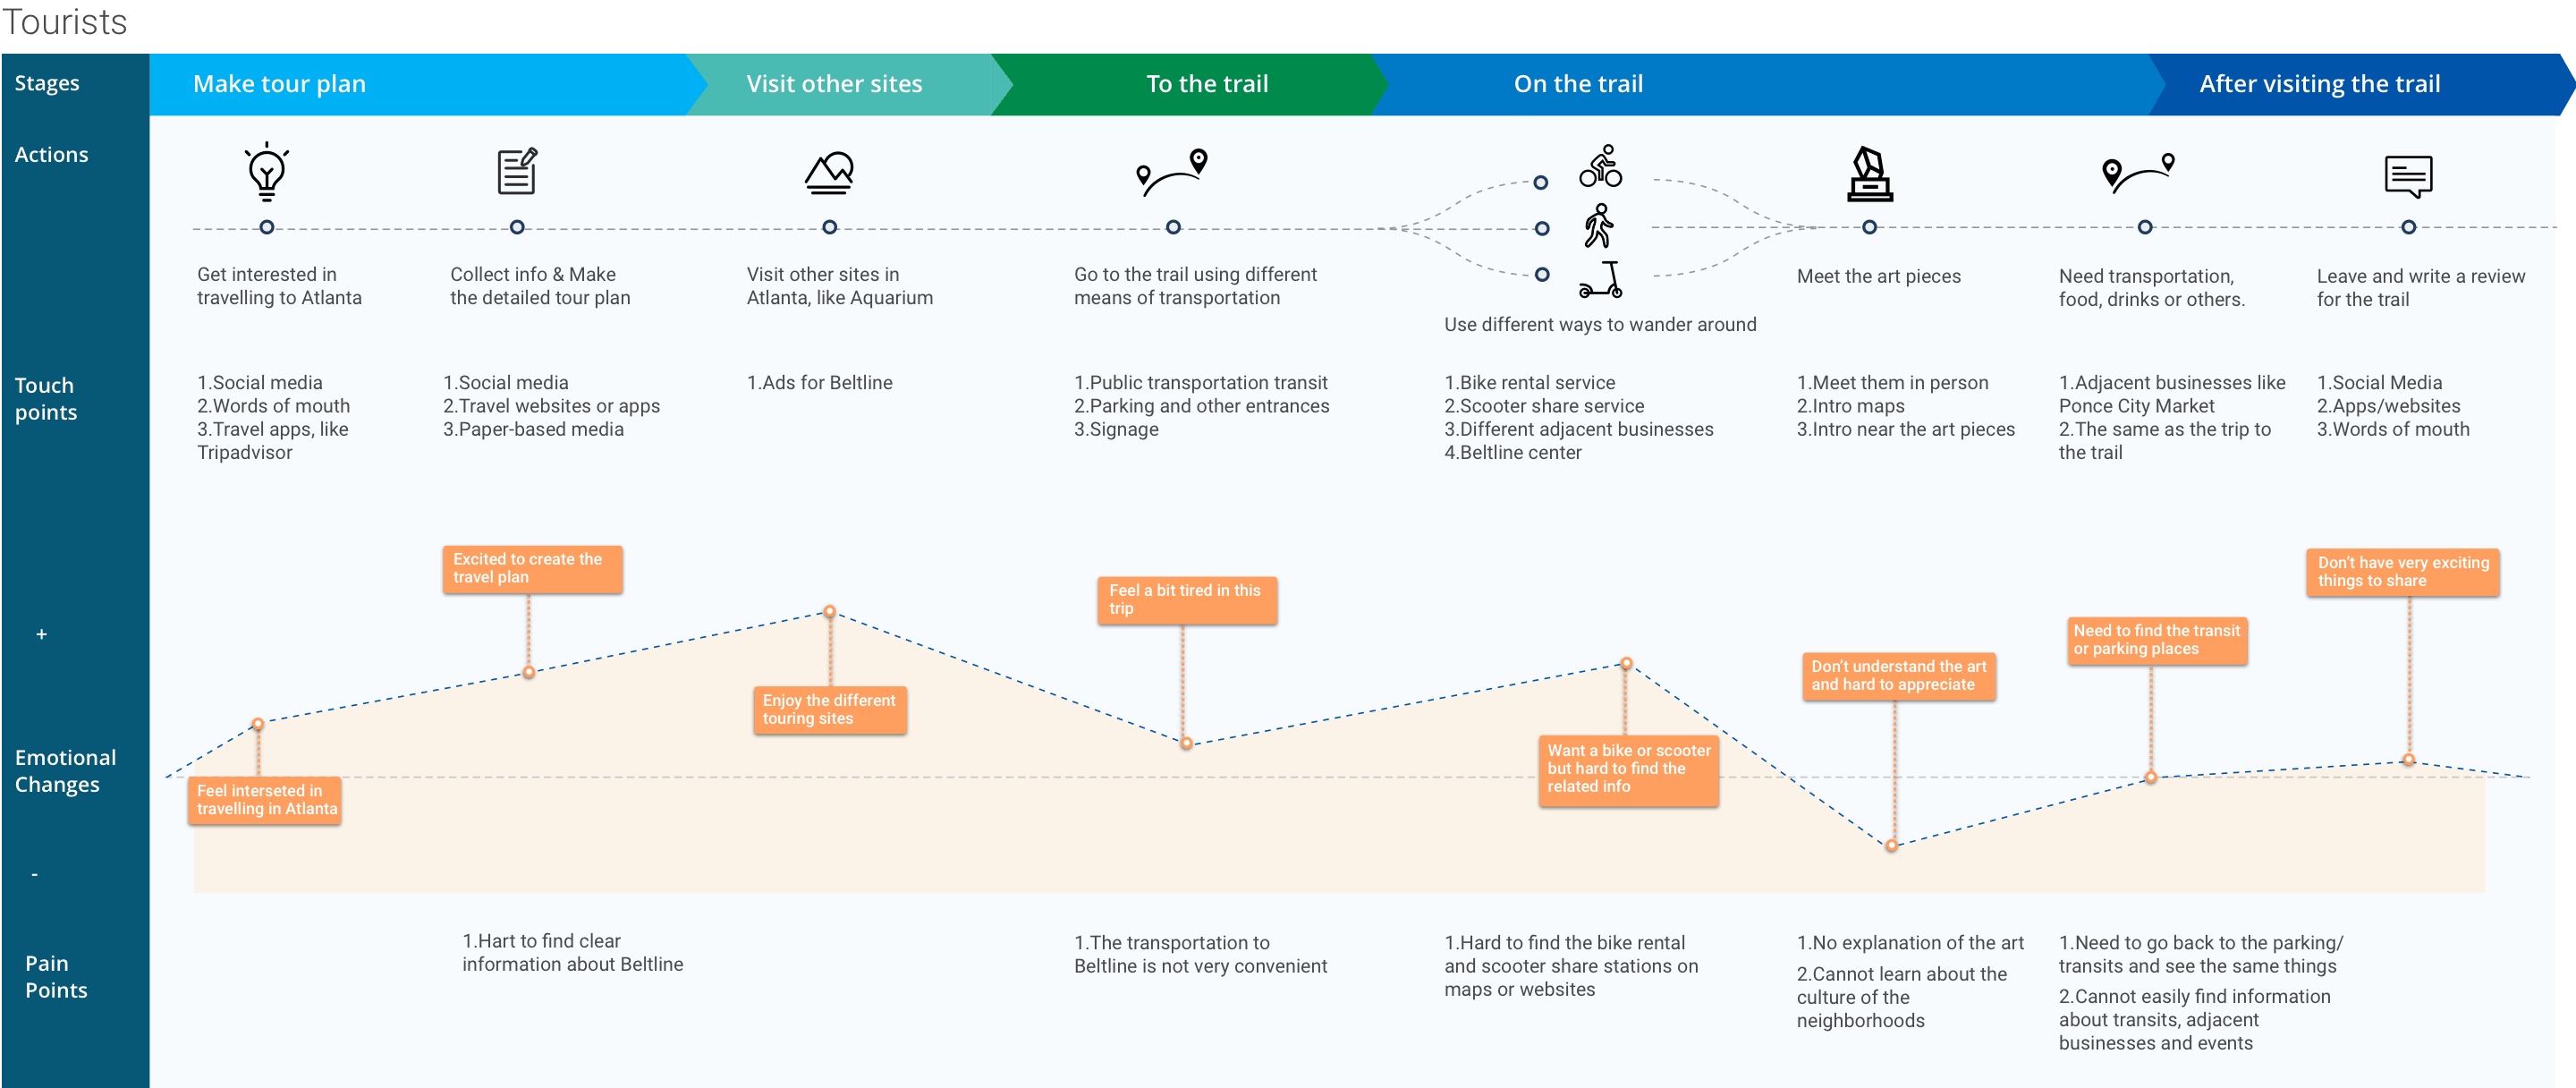 Tourists
Stages
Make tour plan
Visit other sites
To the trail
On the trail
After visiting the trail
Actions
Get interested in
travelling to Atlanta
Collect info & Make
the detailed tour plan
Visit other sites in
Atlanta, like Aquarium
Go to the trail using different
means of transportation
Use different ways to wander around
Meet the art pieces
Need transportation,
food, drinks or others.
Leave and write a review
for the trail
Touch
points
1.Social media
2.Words of mouth
3.Travel apps, like
Tripadvisor
1.Social media
2.Travel websites or apps
3.Paper-based media
1.Ads for Beltline
1.Public transportation transit
2.Parking and other entrances
3.Signage
1.Bike rental service
2.Scooter share service
3.Different adjacent businesses
4.Beltline center
1.Meet them in person
2.Intro maps
3.Intro near the art pieces
1.Adjacent businesses like
Ponce City Market
2.The same as the trip to
the trail
1.Social Media
2.Apps/websites
3.Words of mouth
+
Emotional
Changes
-
Feel interseted in
travelling in Atlanta
Excited to create the
travel plan
Enjoy the different
touring sites
Feel a bit tired in this
trip
Want a bike or scooter
but hard to find the
related info
Don't understand the art
and hard to appreciate
Need to find the transit
or parking places
Don't have very exciting
things to share
Pain
Points
1.Hart to find clear
information about Beltline
1.The transportation to
Beltline is not very convenient
1.Hard to find the bike rental
and scooter share stations on
maps or websites
1.No explanation of the art
2.Cannot learn about the
culture of the
neighborhoods
1.Need to go back to the parking/
transits and see the same things
2.Cannot easily find information
about transits, adjacent
businesses and events